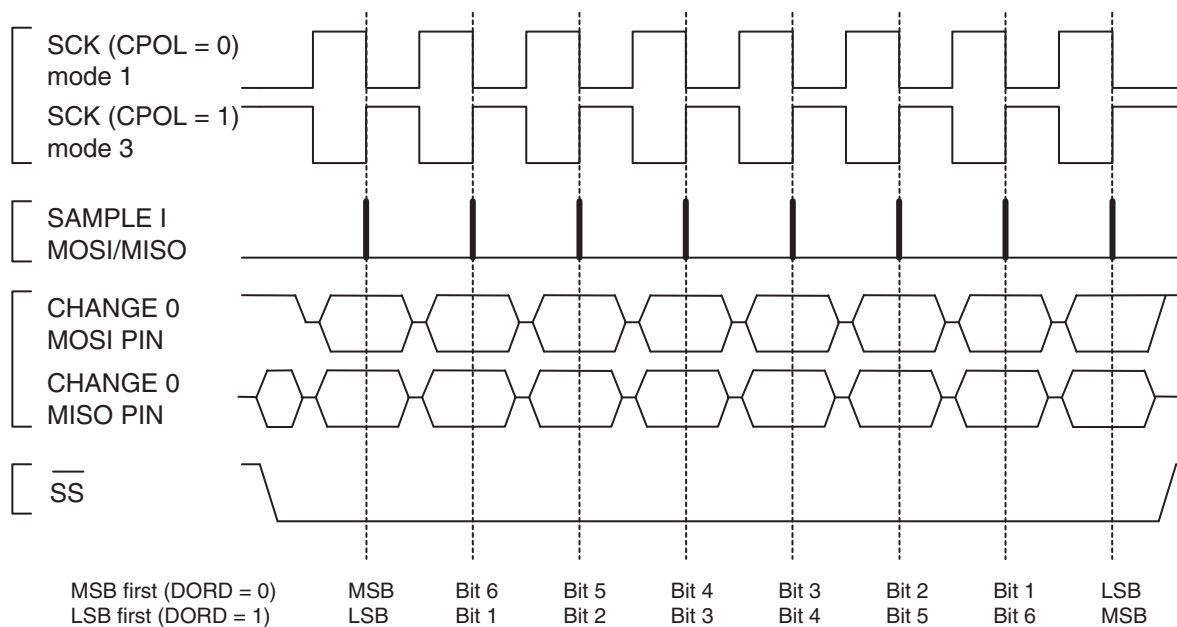 SCK (CPOL = 0)
mode 1
SCK (CPOL = 1)
mode 3
SAMPLE I
MOSI/MISO
CHANGE 0
MOSI PIN
CHANGE 0
MISO PIN
SS
MSB first (DORD = 0) MSB Bit 6 Bit 5 Bit 4 Bit 3 Bit 2 Bit 1 LSB
LSB first (DORD = 1) LSB Bit 1 Bit 2 Bit 3 Bit 4 Bit 5 Bit 6 MSB